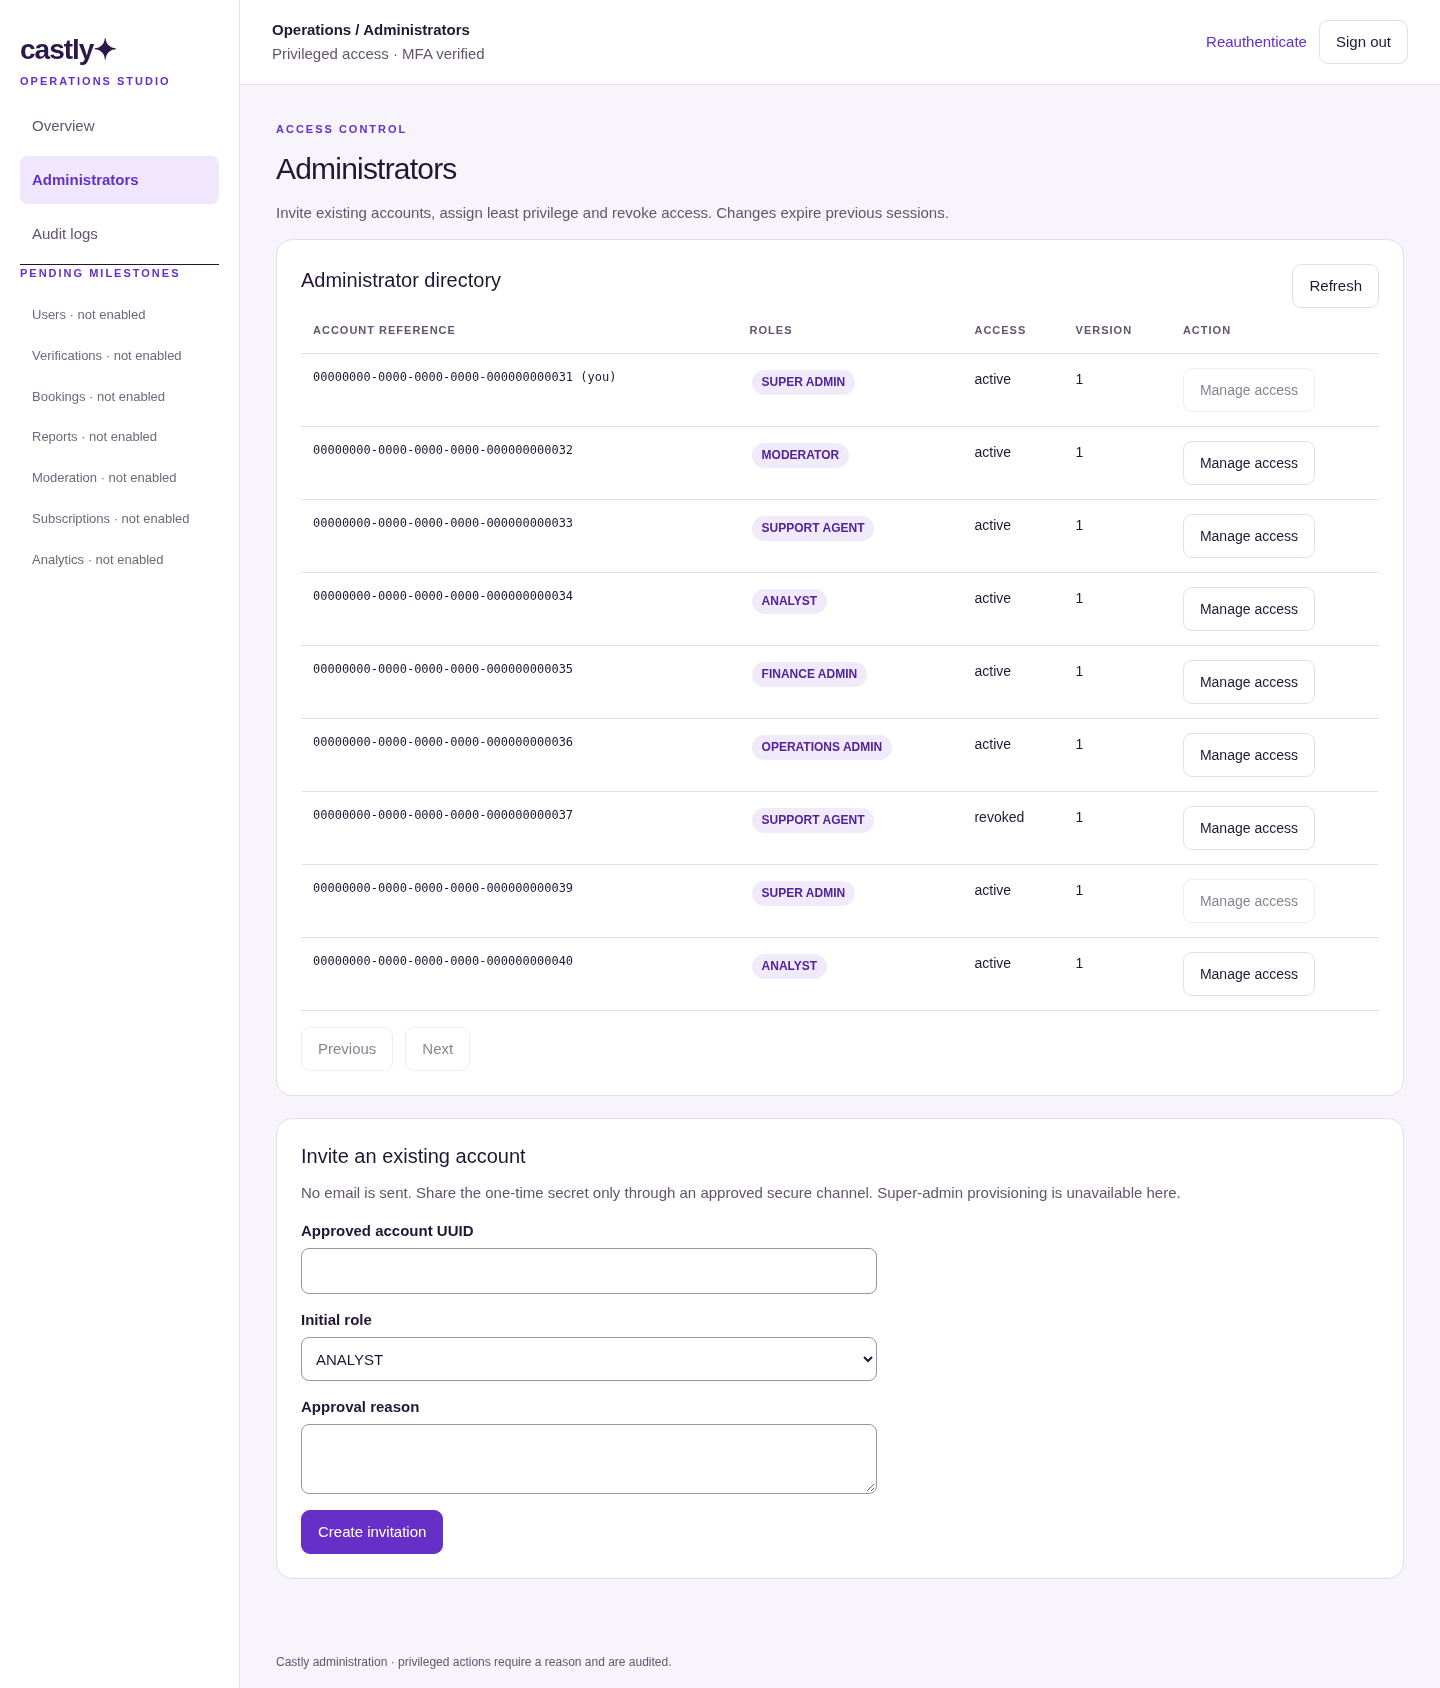 castly✦
OPERATIONS STUDIO
Overview
Administrators
Audit logs
PENDING MILESTONES
Users · not enabled
Verifications · not enabled
Bookings · not enabled
Reports · not enabled
Moderation · not enabled
Subscriptions · not enabled
Analytics · not enabled
Operations / Administrators
Privileged access · MFA verified
Reauthenticate
Sign out
ACCESS CONTROL
Administrators
Invite existing accounts, assign least privilege and revoke access. Changes expire previous sessions.
Administrator directory
Refresh
ACCOUNT REFERENCE ROLES ACCESS VERSION ACTION
00000000-0000-0000-0000-000000000031 (you) SUPER ADMIN active 1 Manage access
00000000-0000-0000-0000-000000000032 MODERATOR active 1 Manage access
00000000-0000-0000-0000-000000000033 SUPPORT AGENT active 1 Manage access
00000000-0000-0000-0000-000000000034 ANALYST active 1 Manage access
00000000-0000-0000-0000-000000000035 FINANCE ADMIN active 1 Manage access
00000000-0000-0000-0000-000000000036 OPERATIONS ADMIN active 1 Manage access
00000000-0000-0000-0000-000000000037 SUPPORT AGENT revoked 1 Manage access
00000000-0000-0000-0000-000000000039 SUPER ADMIN active 1 Manage access
00000000-0000-0000-0000-000000000040 ANALYST active 1 Manage access
Previous Next
Invite an existing account
No email is sent. Share the one-time secret only through an approved secure channel. Super-admin provisioning is unavailable here.
Approved account UUID
Initial role
ANALYST
Approval reason
Create invitation
Castly administration · privileged actions require a reason and are audited.